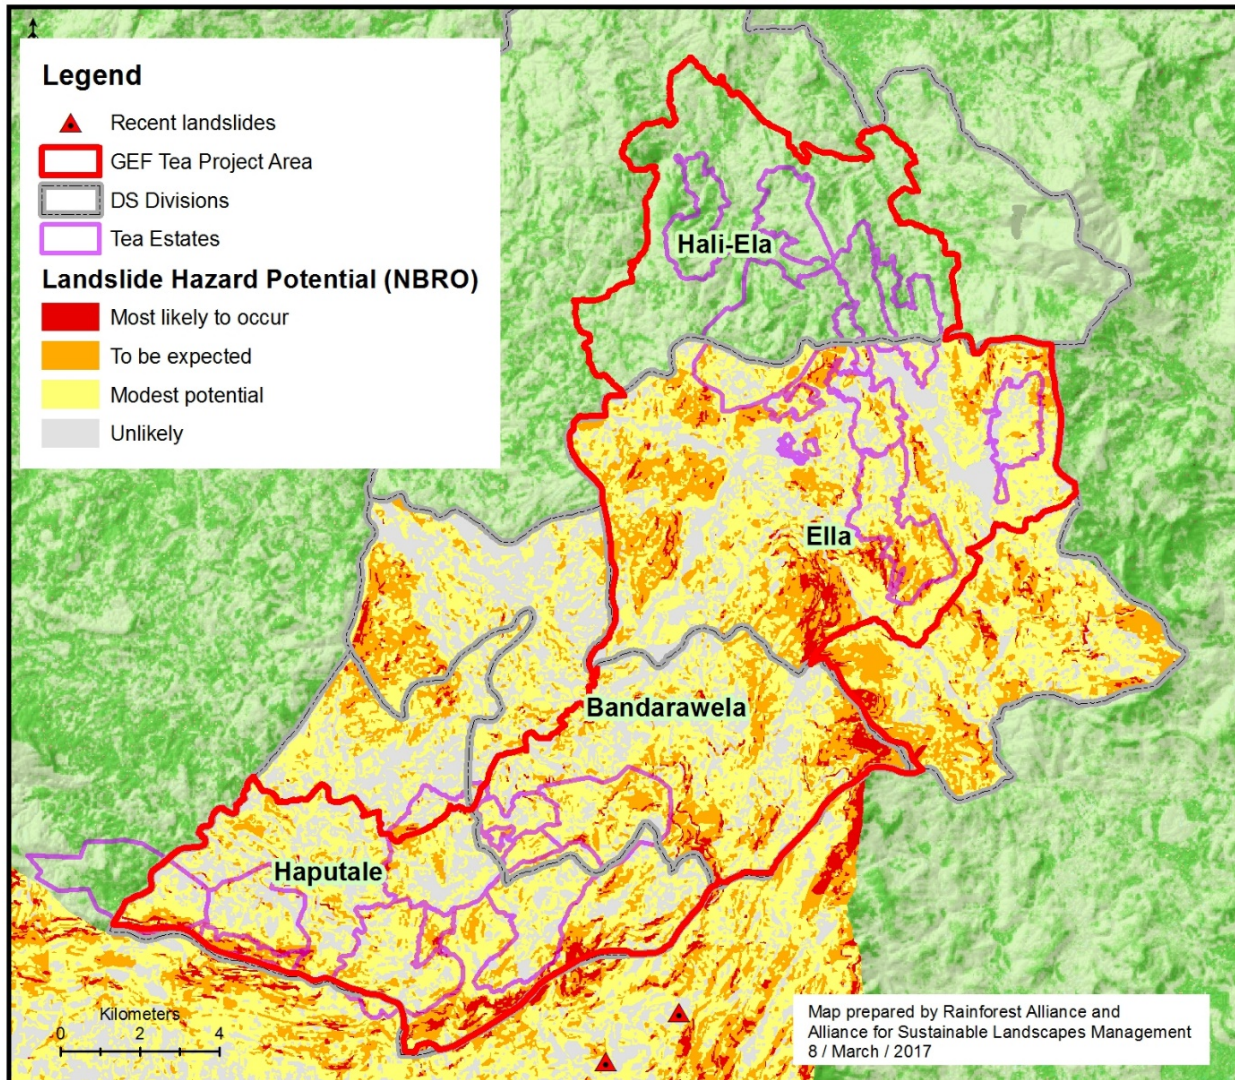 Legend
Recent landslides
GEF Tea Project Area
DS Divisions
Tea Estates
Landslide Hazard Potential (NBRO)
Most likely to occur
To be expected
Modest potential
Unlikely
Hali-Ela
Ella
Bandarawela
Haputale
Kilometers
0 2 4
Map prepared by Rainforest Alliance and
Alliance for Sustainable Landscapes Management
8 / March / 2017